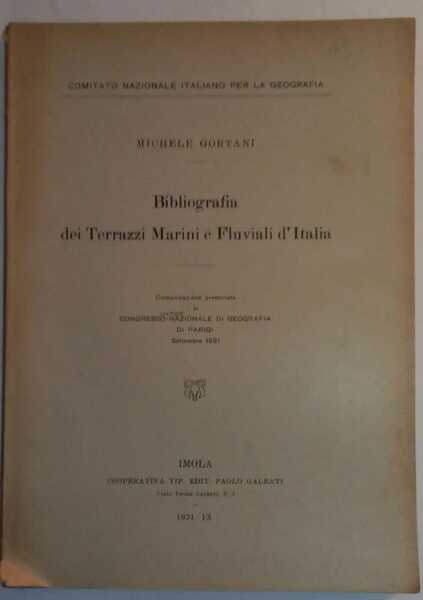 COMITATO NAZIONALE ITALIANO PER LA GEOGRAFIA
MICHELE GORTANI
Bibliografia
dei Terrazzi Marini e Fluviali d'Italia
Comunicazione presentata
al
CONGRESSO NAZIONALE DI GEOGRAFIA
DI PARIGI
Settembre 1931
IMOLA
COOPERATIVA TIP. EDIT. PAOLO GALEATI
1931 - IX